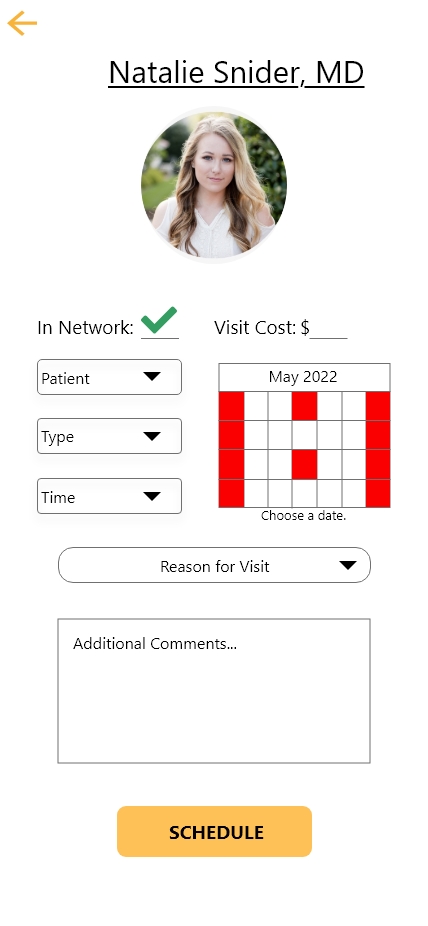 Natalie Snider, MD
In Network:
Visit Cost: $
Patient
Type
Time
May 2022
Choose a date.
Reason for Visit
Additional Comments...
SCHEDULE